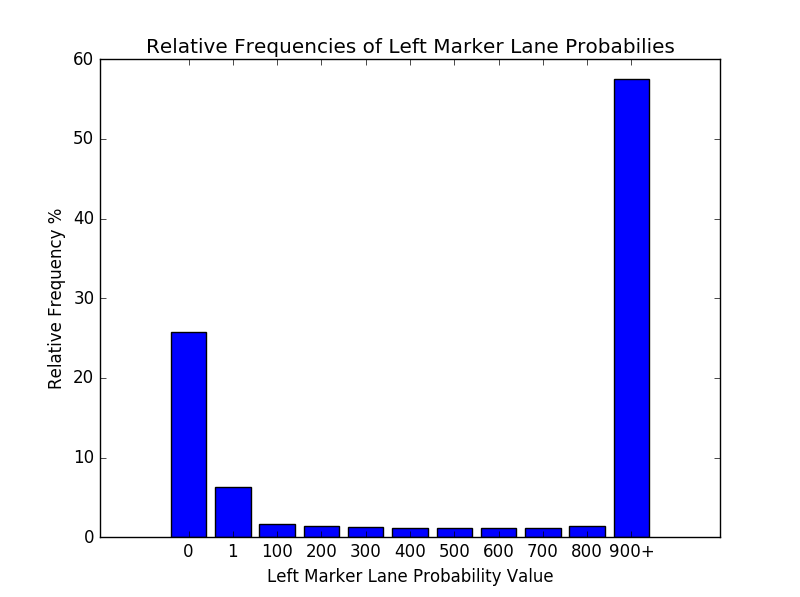 Relative Frequencies of Left Marker Lane Probabilies
60
50
40
30
20
10
0
Relative Frequency %
0 1 100 200 300 400 500 600 700 800 900+
Left Marker Lane Probability Value